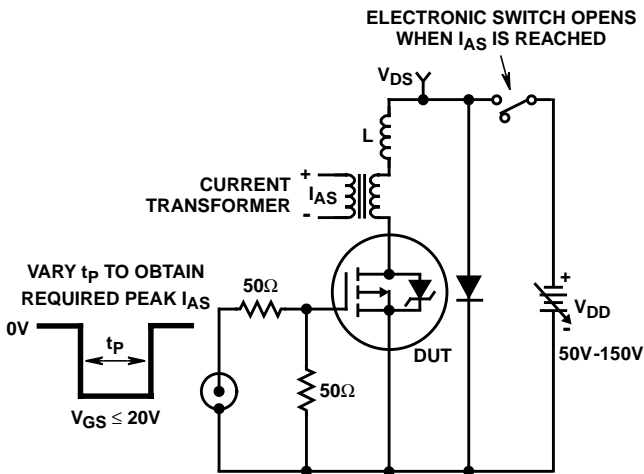 ELECTRONIC SWITCH OPENS
WHEN IAS IS REACHED
VDS
L
+
CURRENT
TRANSFORMER
IAS
-
VARY tP TO OBTAIN
REQUIRED PEAK IAS
50Ω
0V
tP
VGS ≤ 20V
50Ω
DUT
+
VDD
-
50V-150V